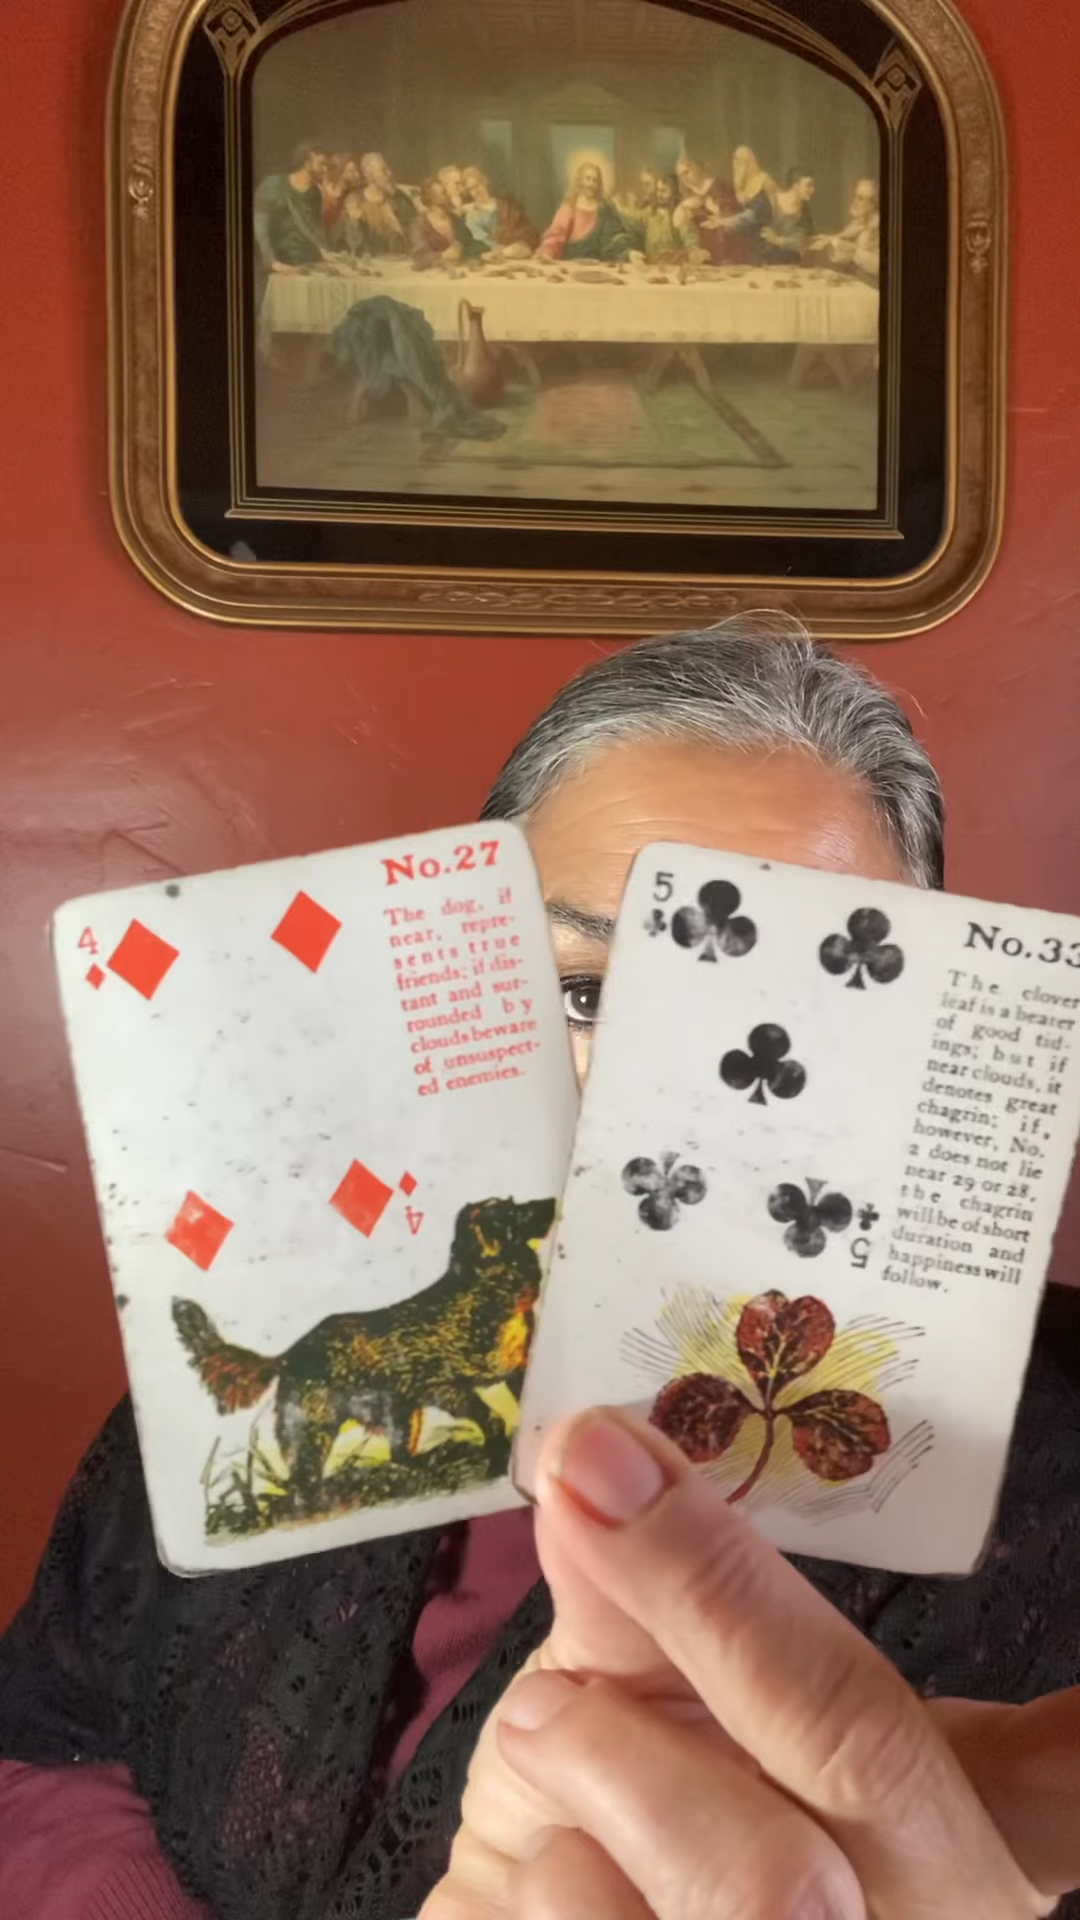 4
No.27
The dog, if
near, repre-
sents true
friends; if dis-
tant and sur-
rounded by
clouds beware
of unsuspect-
ed enemies.
4
5
No.33
The clover
leaf is a bearer
of good tid-
ings; but if
near clouds, it
denotes great
chagrin; if,
however, No.
2 does not lie
near 29 or 28,
the chagrin
will be of short
duration and
happiness will
follow.
5